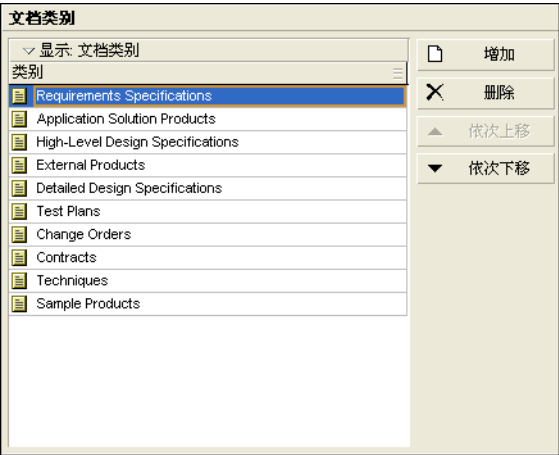 文档类别
显示: 文档类别
类别
Requirements Specifications
Application Solution Products
High-Level Design Specifications
External Products
Detailed Design Specifications
Test Plans
Change Orders
Contracts
Techniques
Sample Products
增加
删除
依次上移
依次下移